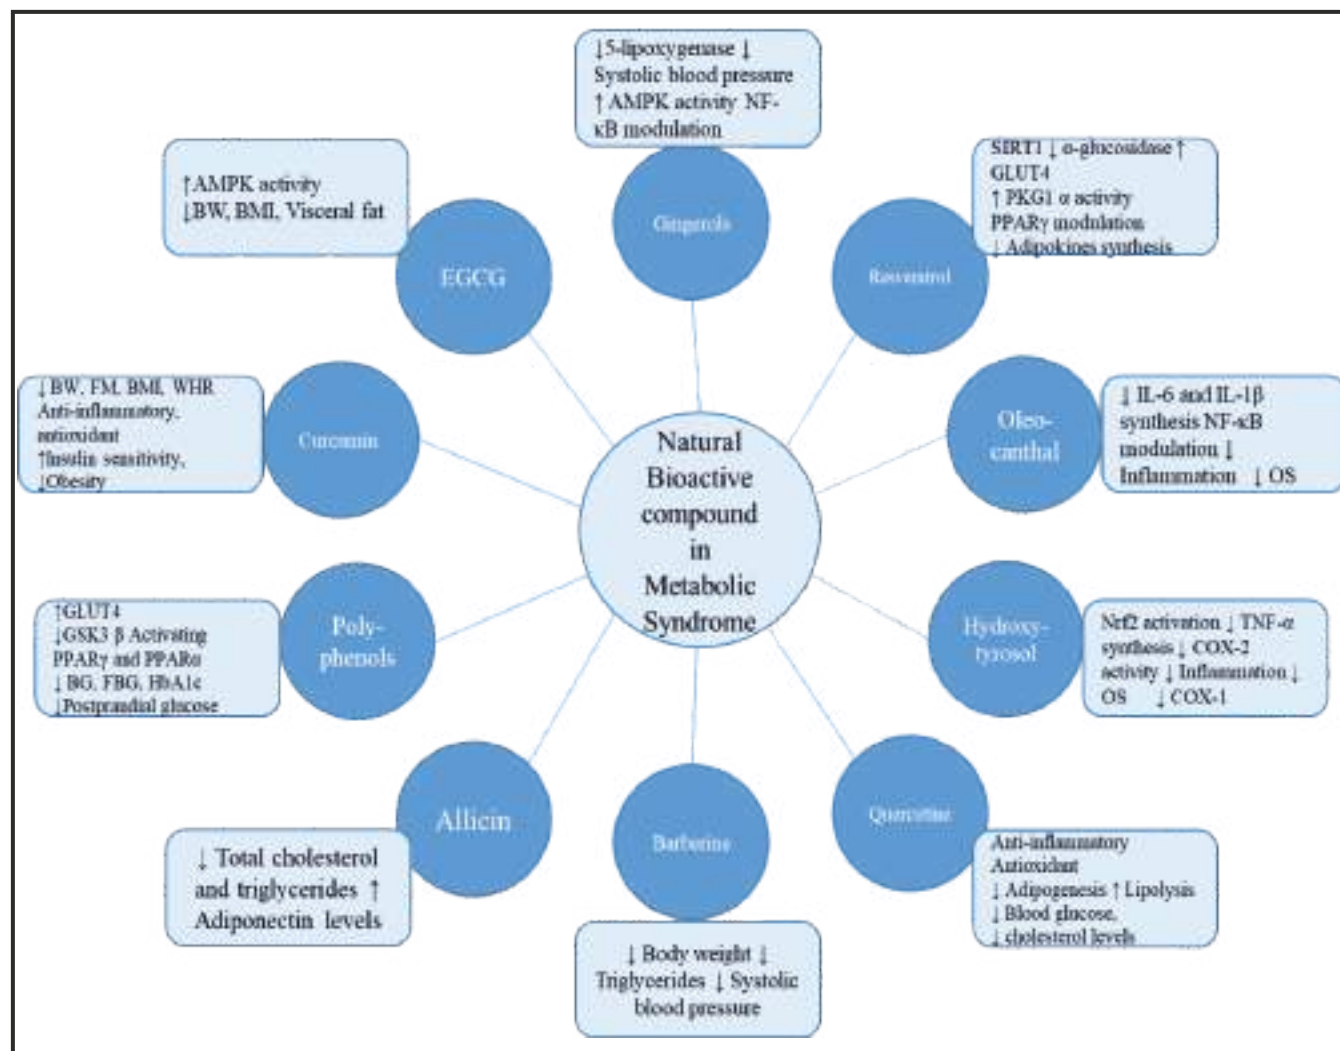 ↓5-lipoxygenase ↓
Systolic blood pressure
↑ AMPK activity NF-
κB modulation
Gingerols
SIRT1 ↓ α-glucosidase ↑
GLUT4
↑ PKG1 α activity
PPARγ modulation
↓ Adipokines synthesis
Resveratrol
↓ IL-6 and IL-1β
synthesis NF-κB
modulation ↓
Inflammation ↓ OS
Oleo-
canthal
Nrf2 activation ↓ TNF-α
synthesis ↓ COX-2
activity ↓ Inflammation ↓
OS ↓ COX-1
Hydroxy-
tyrosol
Anti-inflammatory
Antioxidant
↓ Adipogenesis ↑ Lipolysis
↓ Blood glucose,
↓ cholesterol levels
↓ Body weight ↓
Triglycerides ↓ Systolic
blood pressure
Barberine
↓ Total cholesterol
and triglycerides ↑
Adiponectin levels
Allicin
↑GLUT4
↓GSK3 β Activating
PPARγ and PPARα
↓ BG, FBG, HbA1c
↓Postprandial glucose
Poly-
phenols
↓ BW, FM, BMI, WHR
Anti-inflammatory,
antioxidant
↑Insulin sensitivity,
↓Obesity
Curcumin
↑AMPK activity
↓BW, BMI, Visceral fat
EGCG
Natural
Bioactive
compound
in
Metabolic
Syndrome